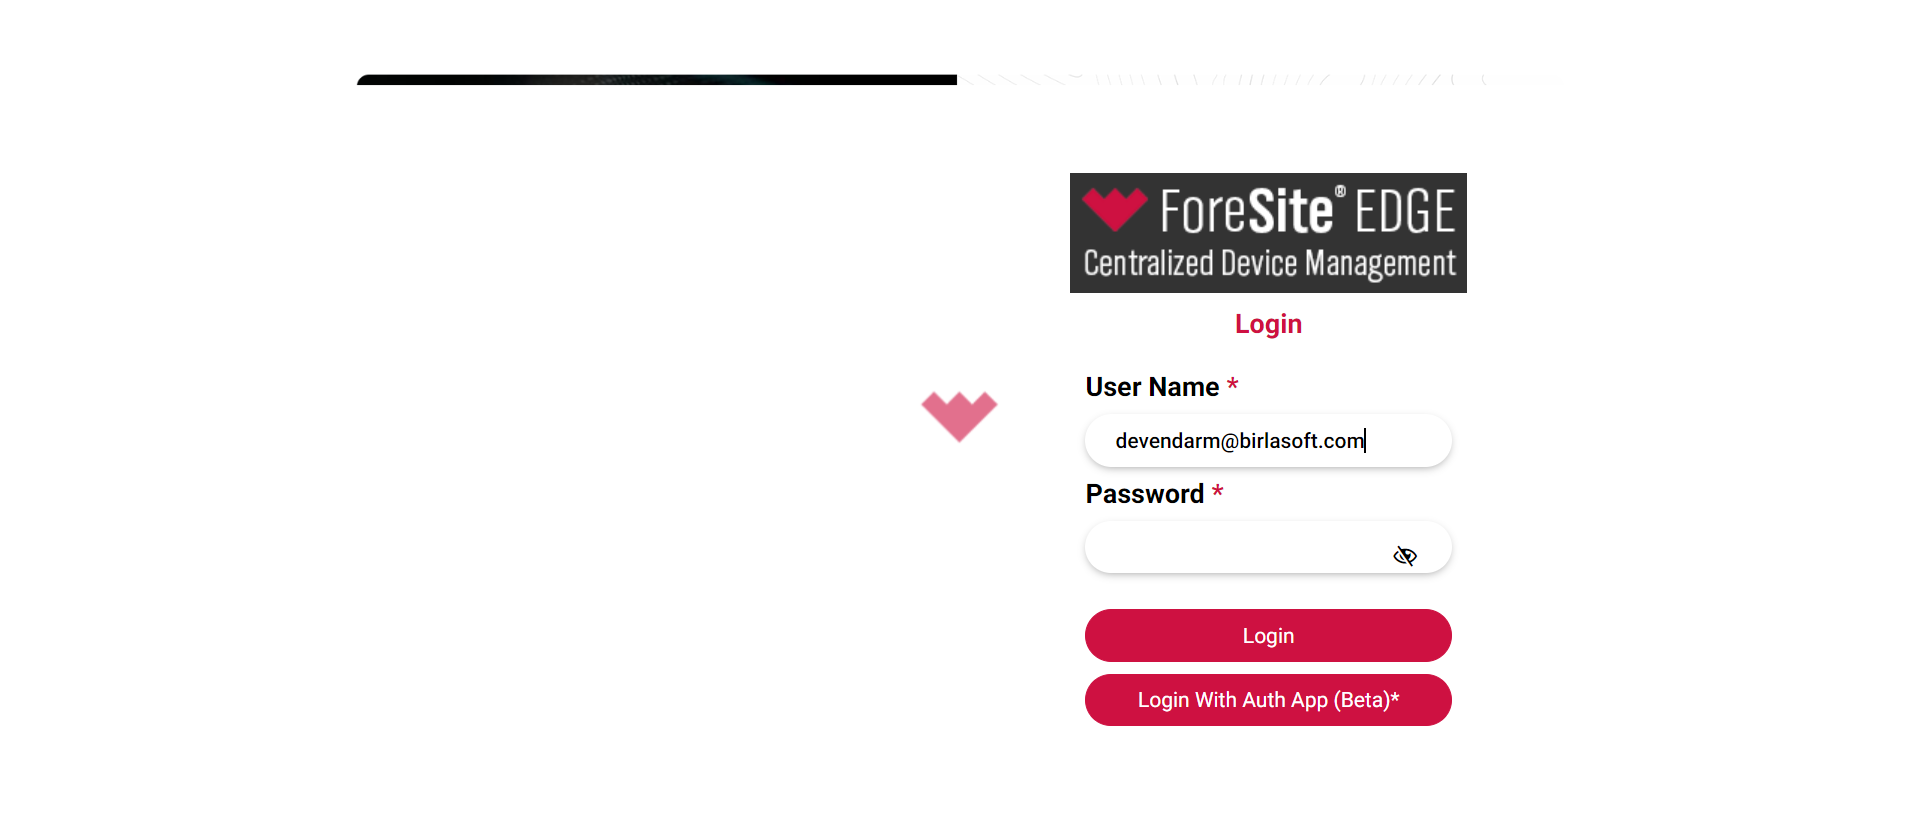 ForeSite® EDGE
Centralized Device Management
Login
User Name *
devendarm@birlasoft.com
Password *
Login
Login With Auth App (Beta)*